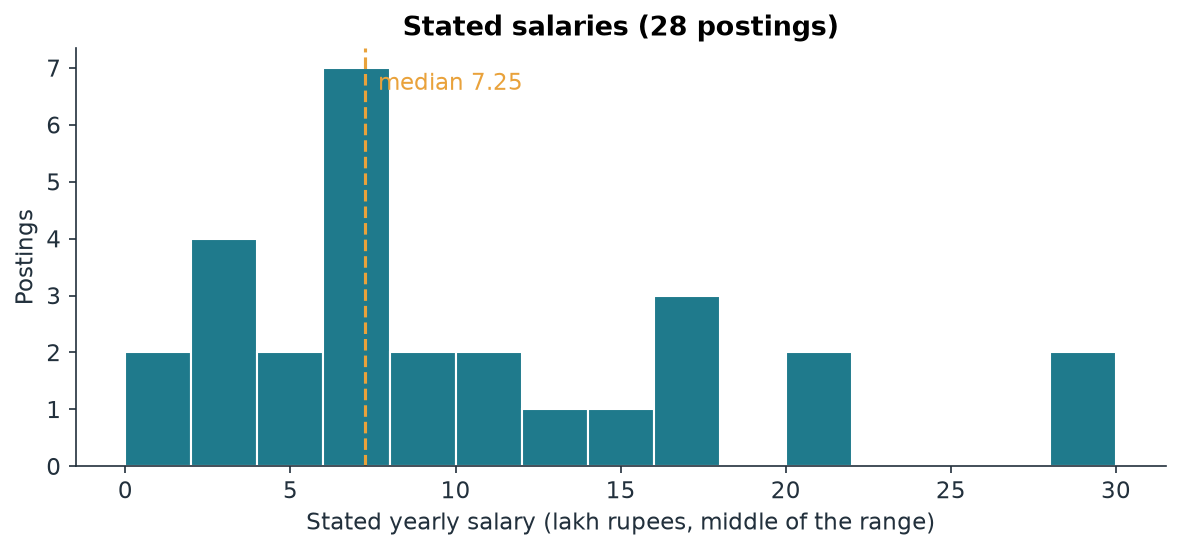 Stated salaries (28 postings)
median 7.25
Postings
7
6
5
4
3
2
1
0
0 5 10 15 20 25 30
Stated yearly salary (lakh rupees, middle of the range)